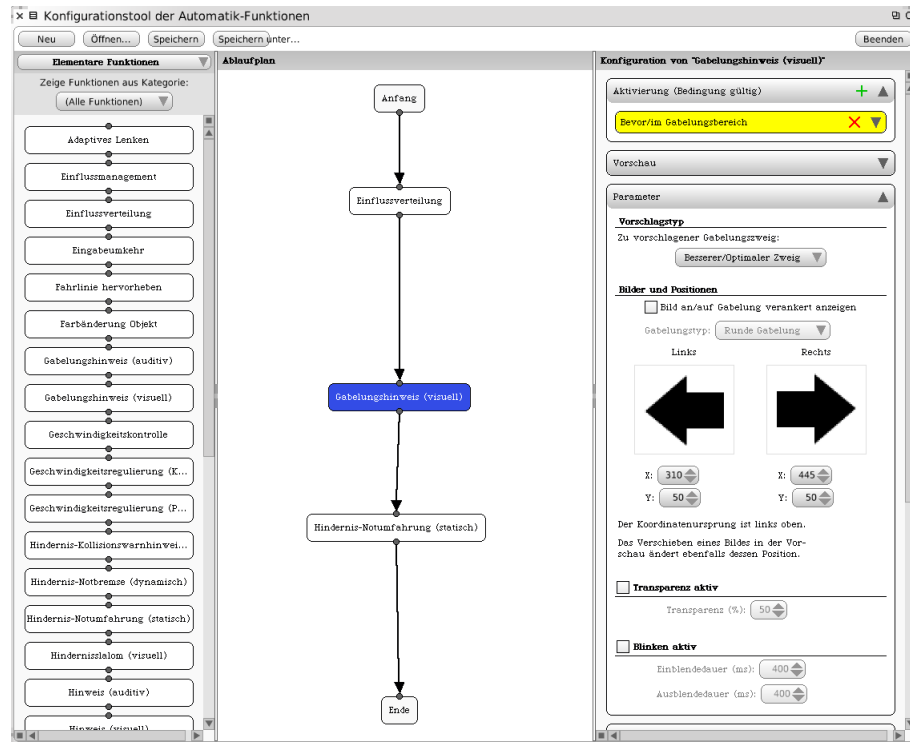 Konfigurationstool der Automatik-Funktionen
Neu
Öffnen...
Speichern
Speichern unter...
Beenden
Elementare Funktionen
Zeige Funktionen aus Kategorie:
(Alle Funktionen)
Adaptives Lenken
Einflussmanagement
Einflussverteilung
Eingabeumkehr
Fahrlinie hervorheben
Farbänderung Objekt
Gabelungshinweis (auditiv)
Gabelungshinweis (visuell)
Geschwindigkeitskontrolle
Geschwindigkeitsregulierung (K...
Geschwindigkeitsregulierung (P...
Hindernis-Kollisionswarnhinwei...
Hindernis-Notbremse (dynamisch)
Hindernis-Notumfahrung (statisch)
Hindernisslalom (visuell)
Hinweis (auditiv)
Hinweis (visuell)
Ablaufplan
Anfang
Einflussverteilung
Gabelungshinweis (visuell)
Hindernis-Notumfahrung (statisch)
Ende
Konfiguration von "Gabelungshinweis (visuell)"
Aktivierung (Bedingung gültig)
Bevor/im Gabelungsbereich
Vorschau
Parameter
Vorschlagstyp
Zu vorschlagener Gabelungszweig:
Besserer/Optimaler Zweig
Bilder und Positionen
Bild an/auf Gabelung verankert anzeigen
Gabelungstyp: Runde Gabelung
Links Rechts
X: 310 X: 445
Y: 50 Y: 50
Der Koordinatenursprung ist links oben.
Das Verschieben eines Bildes in der Vor-
schau ändert ebenfalls dessen Position.
Transparenz aktiv
Transparenz (%): 50
Blinken aktiv
Einblendedauer (ms): 400
Ausblendedauer (ms): 400